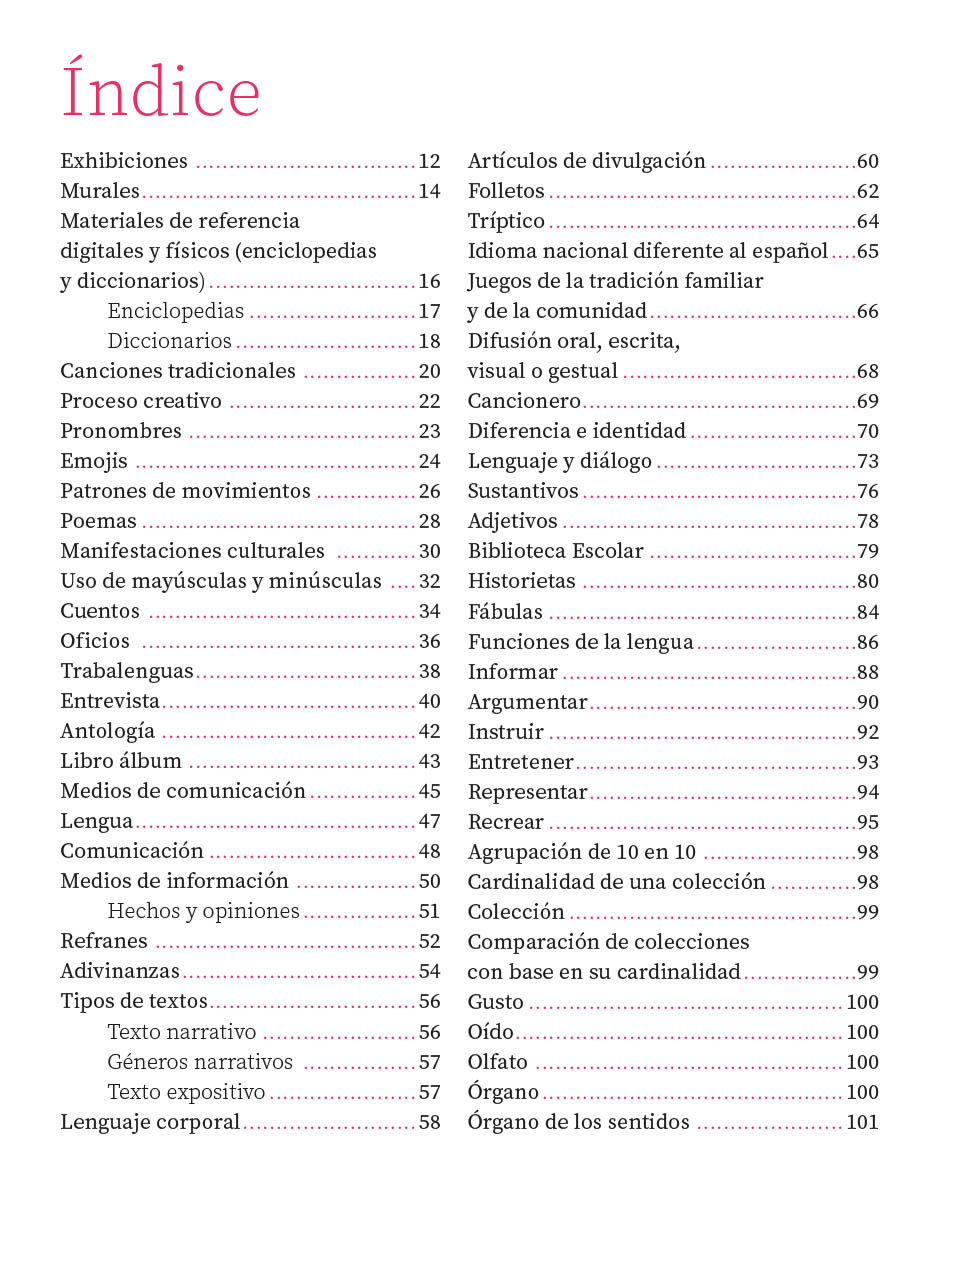 Índice
Exhibiciones ................................. 12
Murales......................................... 14
Materiales de referencia
digitales y físicos (enciclopedias
y diccionarios)............................... 16
Enciclopedias ......................... 17
Diccionarios........................... 18
Canciones tradicionales ................. 20
Proceso creativo ............................ 22
Pronombres .................................. 23
Emojis .......................................... 24
Patrones de movimientos ............... 26
Poemas ......................................... 28
Manifestaciones culturales ............ 30
Uso de mayúsculas y minúsculas .... 32
Cuentos ........................................ 34
Oficios ......................................... 36
Trabalenguas................................. 38
Entrevista...................................... 40
Antología ...................................... 42
Libro álbum .................................. 43
Medios de comunicación................ 45
Lengua.......................................... 47
Comunicación ............................... 48
Medios de información .................. 50
Hechos y opiniones................. 51
Refranes ....................................... 52
Adivinanzas................................... 54
Tipos de textos............................... 56
Texto narrativo ....................... 56
Géneros narrativos ................. 57
Texto expositivo...................... 57
Lenguaje corporal.......................... 58
Artículos de divulgación ......................60
Folletos ..............................................62
Tríptico ..............................................64
Idioma nacional diferente al español ....65
Juegos de la tradición familiar
y de la comunidad...............................66
Difusión oral, escrita,
visual o gestual ...................................68
Cancionero.........................................69
Diferencia e identidad .........................70
Lenguaje y diálogo ..............................73
Sustantivos .........................................76
Adjetivos ............................................78
Biblioteca Escolar ...............................79
Historietas .........................................80
Fábulas ..............................................84
Funciones de la lengua........................86
Informar ............................................88
Argumentar........................................90
Instruir ..............................................92
Entretener..........................................93
Representar........................................94
Recrear ..............................................95
Agrupación de 10 en 10 .......................98
Cardinalidad de una colección .............98
Colección ...........................................99
Comparación de colecciones
con base en su cardinalidad.................99
Gusto ............................................... 100
Oído................................................. 100
Olfato .............................................. 100
Órgano ............................................. 100
Órgano de los sentidos ...................... 101